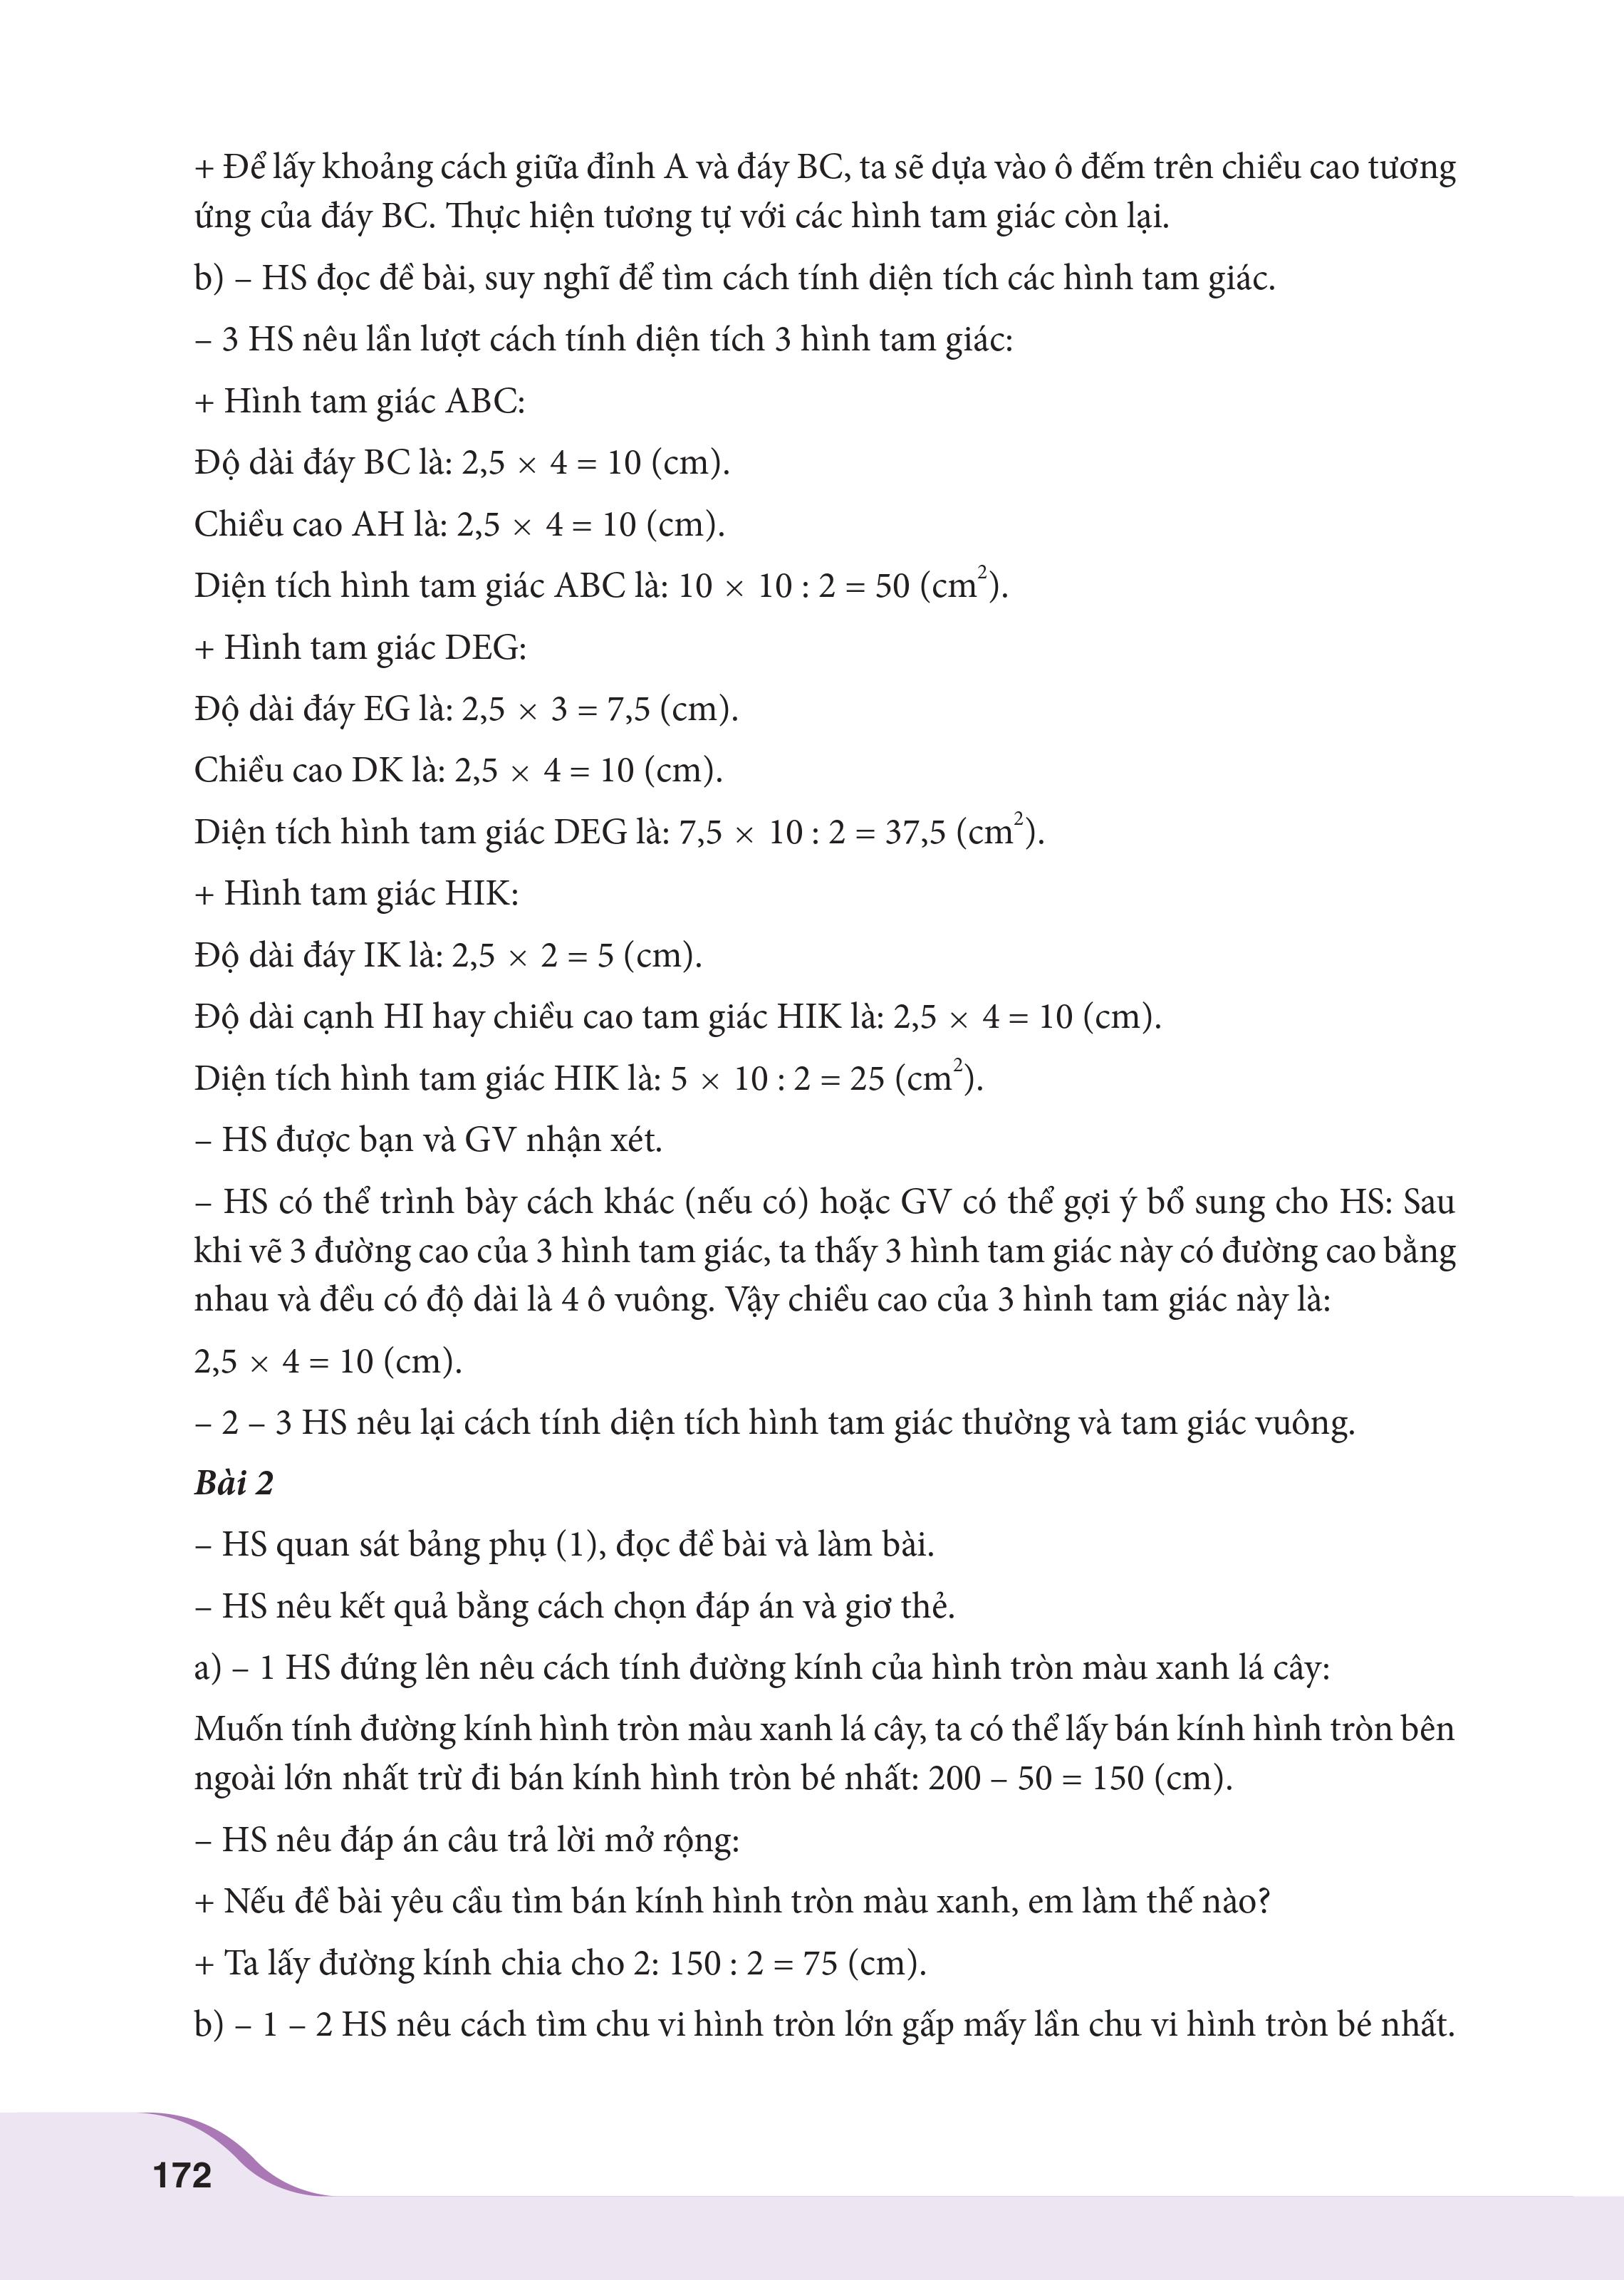 + Để lấy khoảng cách giữa đỉnh A và đáy BC, ta sẽ dựa vào ô đếm trên chiều cao tương
ứng của đáy BC. Thực hiện tương tự với các hình tam giác còn lại.
b) – HS đọc đề bài, suy nghĩ để tìm cách tính diện tích các hình tam giác.
– 3 HS nêu lần lượt cách tính diện tích 3 hình tam giác:
+ Hình tam giác ABC:
Độ dài đáy BC là: 2,5 × 4 = 10 (cm).
Chiều cao AH là: 2,5 × 4 = 10 (cm).
Diện tích hình tam giác ABC là: 10 × 10 : 2 = 50 (cm²).
+ Hình tam giác DEG:
Độ dài đáy EG là: 2,5 × 3 = 7,5 (cm).
Chiều cao DK là: 2,5 × 4 = 10 (cm).
Diện tích hình tam giác DEG là: 7,5 × 10 : 2 = 37,5 (cm²).
+ Hình tam giác HIK:
Độ dài đáy IK là: 2,5 × 2 = 5 (cm).
Độ dài cạnh HI hay chiều cao tam giác HIK là: 2,5 × 4 = 10 (cm).
Diện tích hình tam giác HIK là: 5 × 10 : 2 = 25 (cm²).
– HS được bạn và GV nhận xét.
– HS có thể trình bày cách khác (nếu có) hoặc GV có thể gợi ý bổ sung cho HS: Sau
khi vẽ 3 đường cao của 3 hình tam giác, ta thấy 3 hình tam giác này có đường cao bằng
nhau và đều có độ dài là 4 ô vuông. Vậy chiều cao của 3 hình tam giác này là:
2,5 × 4 = 10 (cm).
– 2 – 3 HS nêu lại cách tính diện tích hình tam giác thường và tam giác vuông.
Bài 2
– HS quan sát bảng phụ (1), đọc đề bài và làm bài.
– HS nêu kết quả bằng cách chọn đáp án và giơ thẻ.
a) – 1 HS đứng lên nêu cách tính đường kính của hình tròn màu xanh lá cây:
Muốn tính đường kính hình tròn màu xanh lá cây, ta có thể lấy bán kính hình tròn bên
ngoài lớn nhất trừ đi bán kính hình tròn bé nhất: 200 – 50 = 150 (cm).
– HS nêu đáp án câu trả lời mở rộng:
+ Nếu đề bài yêu cầu tìm bán kính hình tròn màu xanh, em làm thế nào?
+ Ta lấy đường kính chia cho 2: 150 : 2 = 75 (cm).
b) – 1 – 2 HS nêu cách tìm chu vi hình tròn lớn gấp mấy lần chu vi hình tròn bé nhất.
172